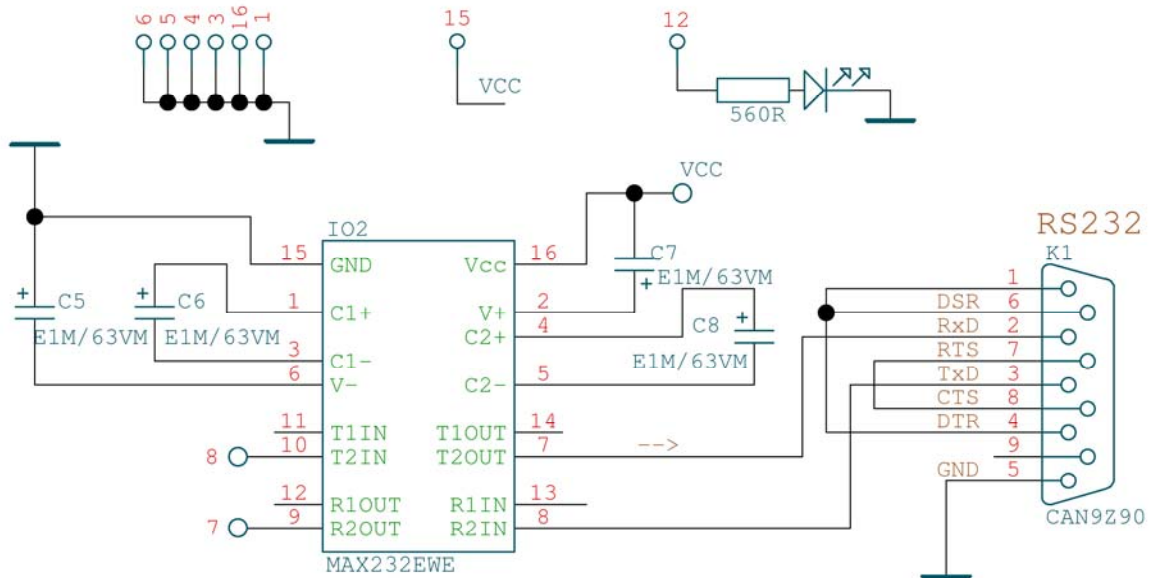 6 5 4 3 16 1
15
VCC
12
560R
VCC
RS232
K1
IO2
15 GND Vcc 16
C7
E1M/63VM
C5
E1M/63VM
C6
E1M/63VM
1 C1+ V+ 2
C2+ 4
C8
E1M/63VM
3 C1- C2- 5
6 V-
11 T1IN T1OUT 14
8 10 T2IN T2OUT 7 -->
12 R1OUT R1IN 13
7 9 R2OUT R2IN 8
MAX232EWE
1
DSR 6
RxD 2
RTS 7
TxD 3
CTS 8
DTR 4
9
GND 5
CAN9Z90